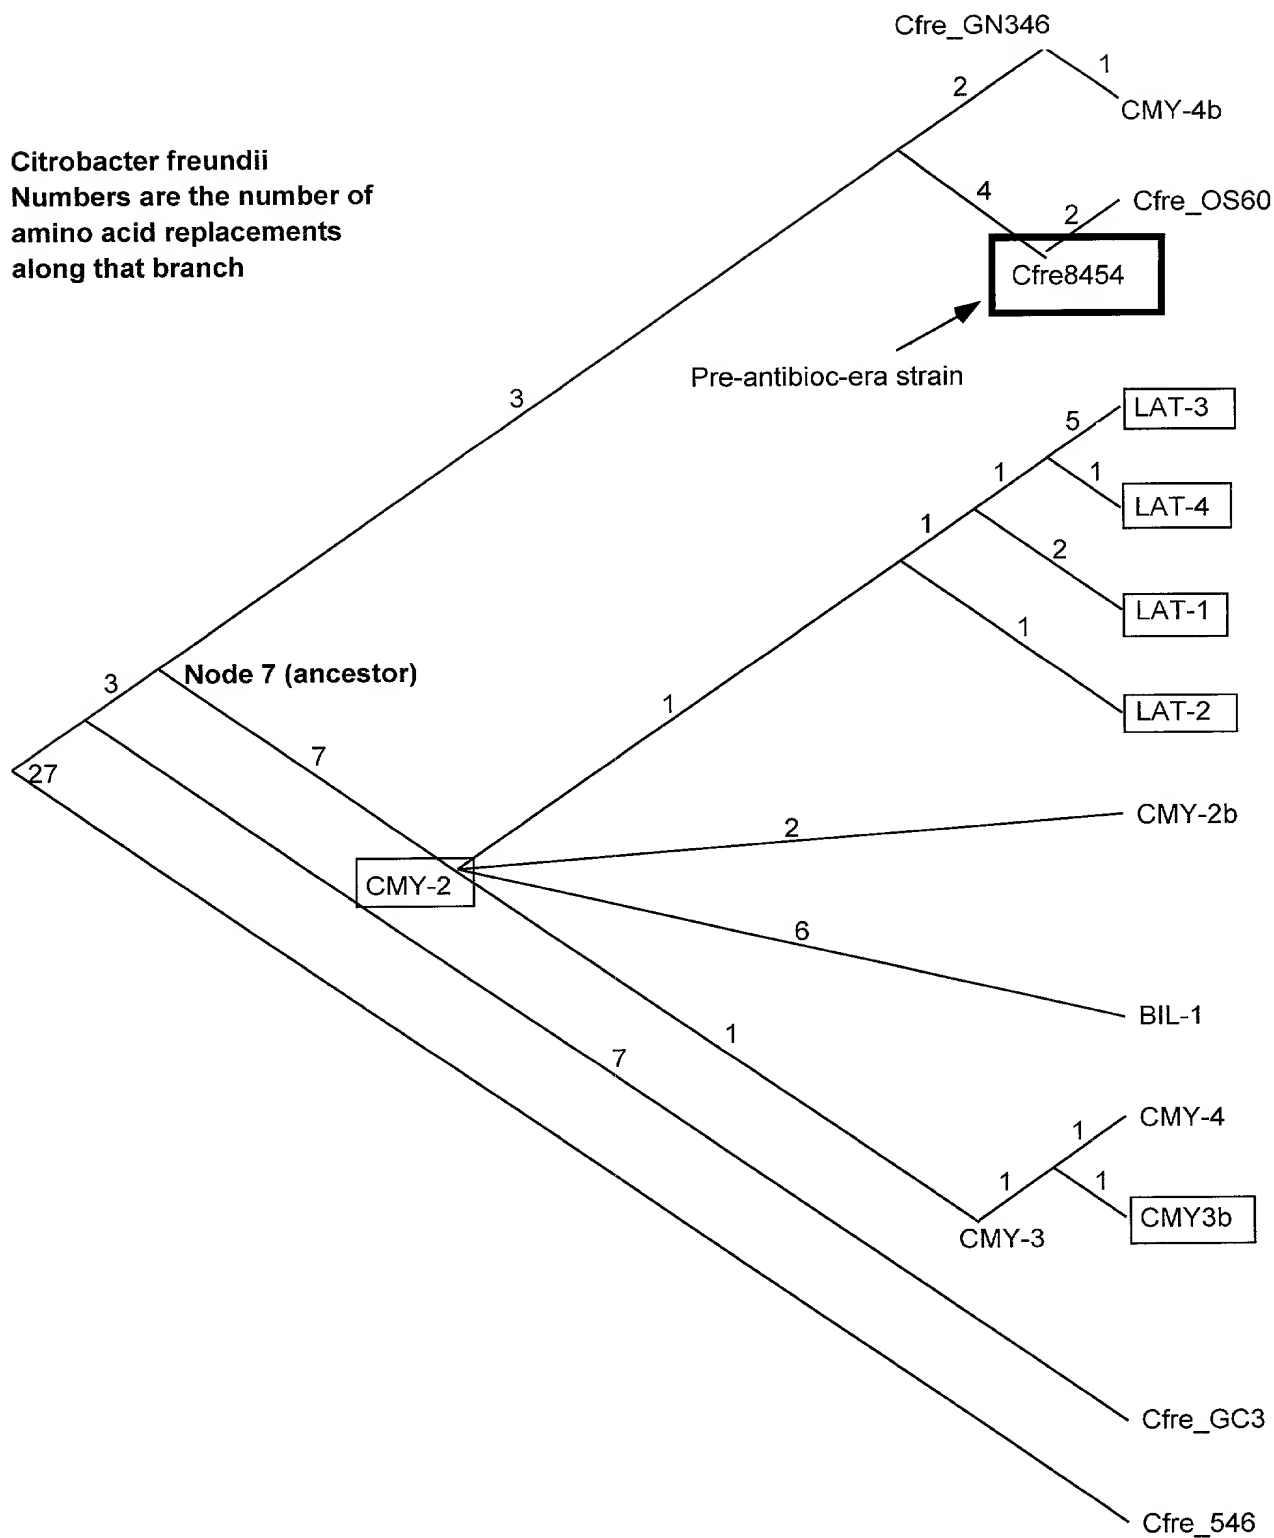 Cfre_GN346
1
2
CMY-4b
Citrobacter freundii
Numbers are the number of
amino acid replacements
along that branch
4
2
Cfre_OS60
Cfre8454
Pre-antibioc-era strain
3
5
LAT-3
1
1
LAT-4
1
2
LAT-1
1
LAT-2
3
Node 7 (ancestor)
1
7
27
2
CMY-2b
CMY-2
6
BIL-1
1
7
1
CMY-4
1
1
CMY3b
CMY-3
Cfre_GC3
Cfre_546